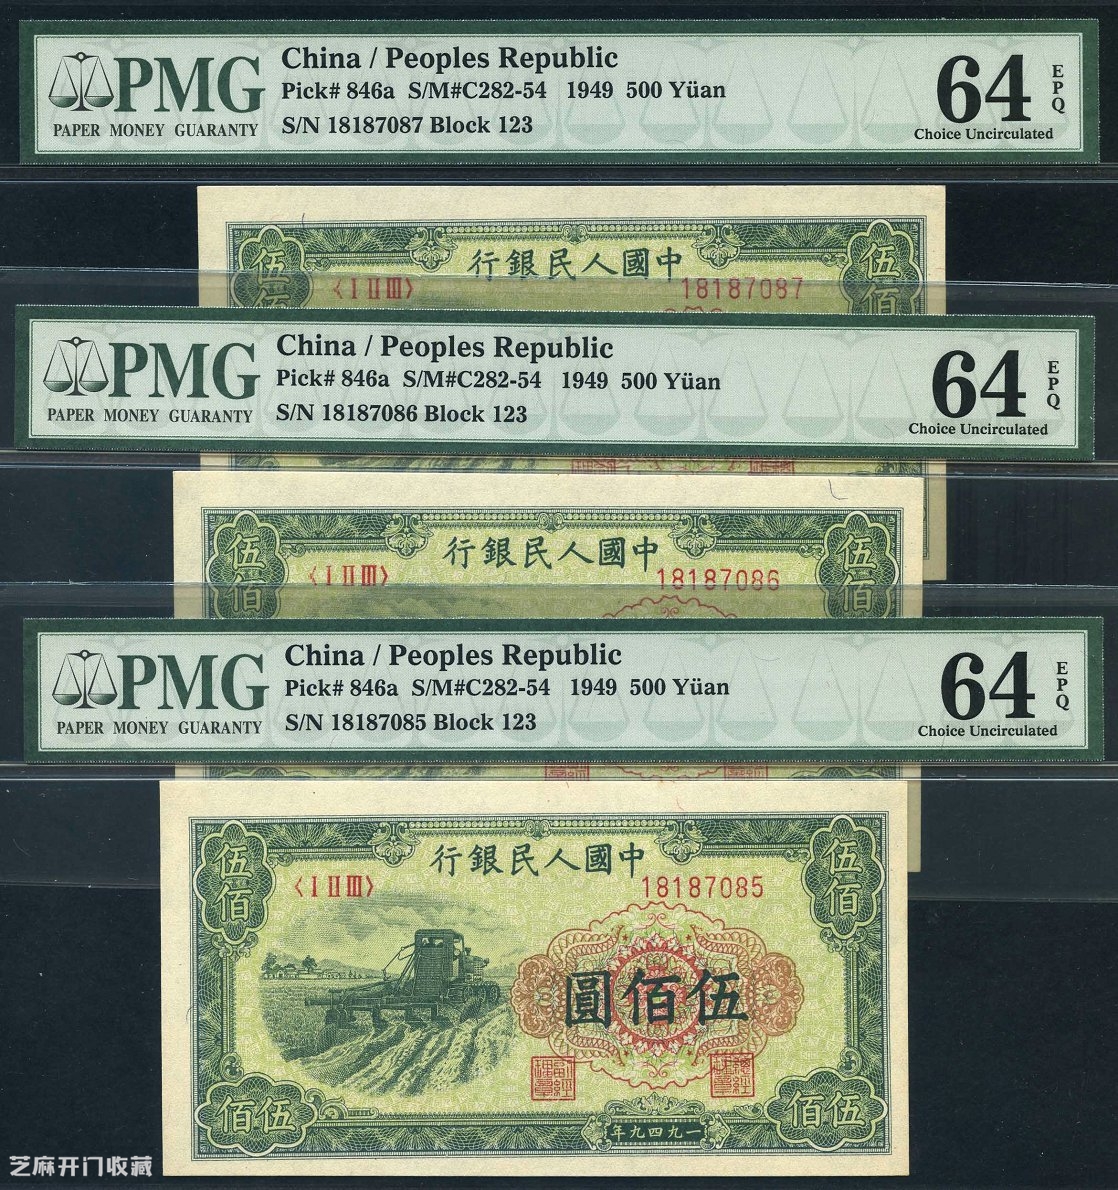 PMG
PAPER MONEY GUARANTY
China / Peoples Republic
Pick# 846a S/M#C282-54 1949 500 Yüan
S/N 18187087 Block 123
64
EPQ
Choice Uncirculated
伍佰
行銀民人國中
伍佰
〈I II III〉
18187087
PMG
PAPER MONEY GUARANTY
China / Peoples Republic
Pick# 846a S/M#C282-54 1949 500 Yüan
S/N 18187086 Block 123
64
EPQ
Choice Uncirculated
伍佰
行銀民人國中
伍佰
〈I II III〉
18187086
PMG
PAPER MONEY GUARANTY
China / Peoples Republic
Pick# 846a S/M#C282-54 1949 500 Yüan
S/N 18187085 Block 123
64
EPQ
Choice Uncirculated
伍佰
行銀民人國中
伍佰
〈I II III〉
18187085
圓佰伍
佰伍
年九四九一
佰伍
芝麻开门收藏